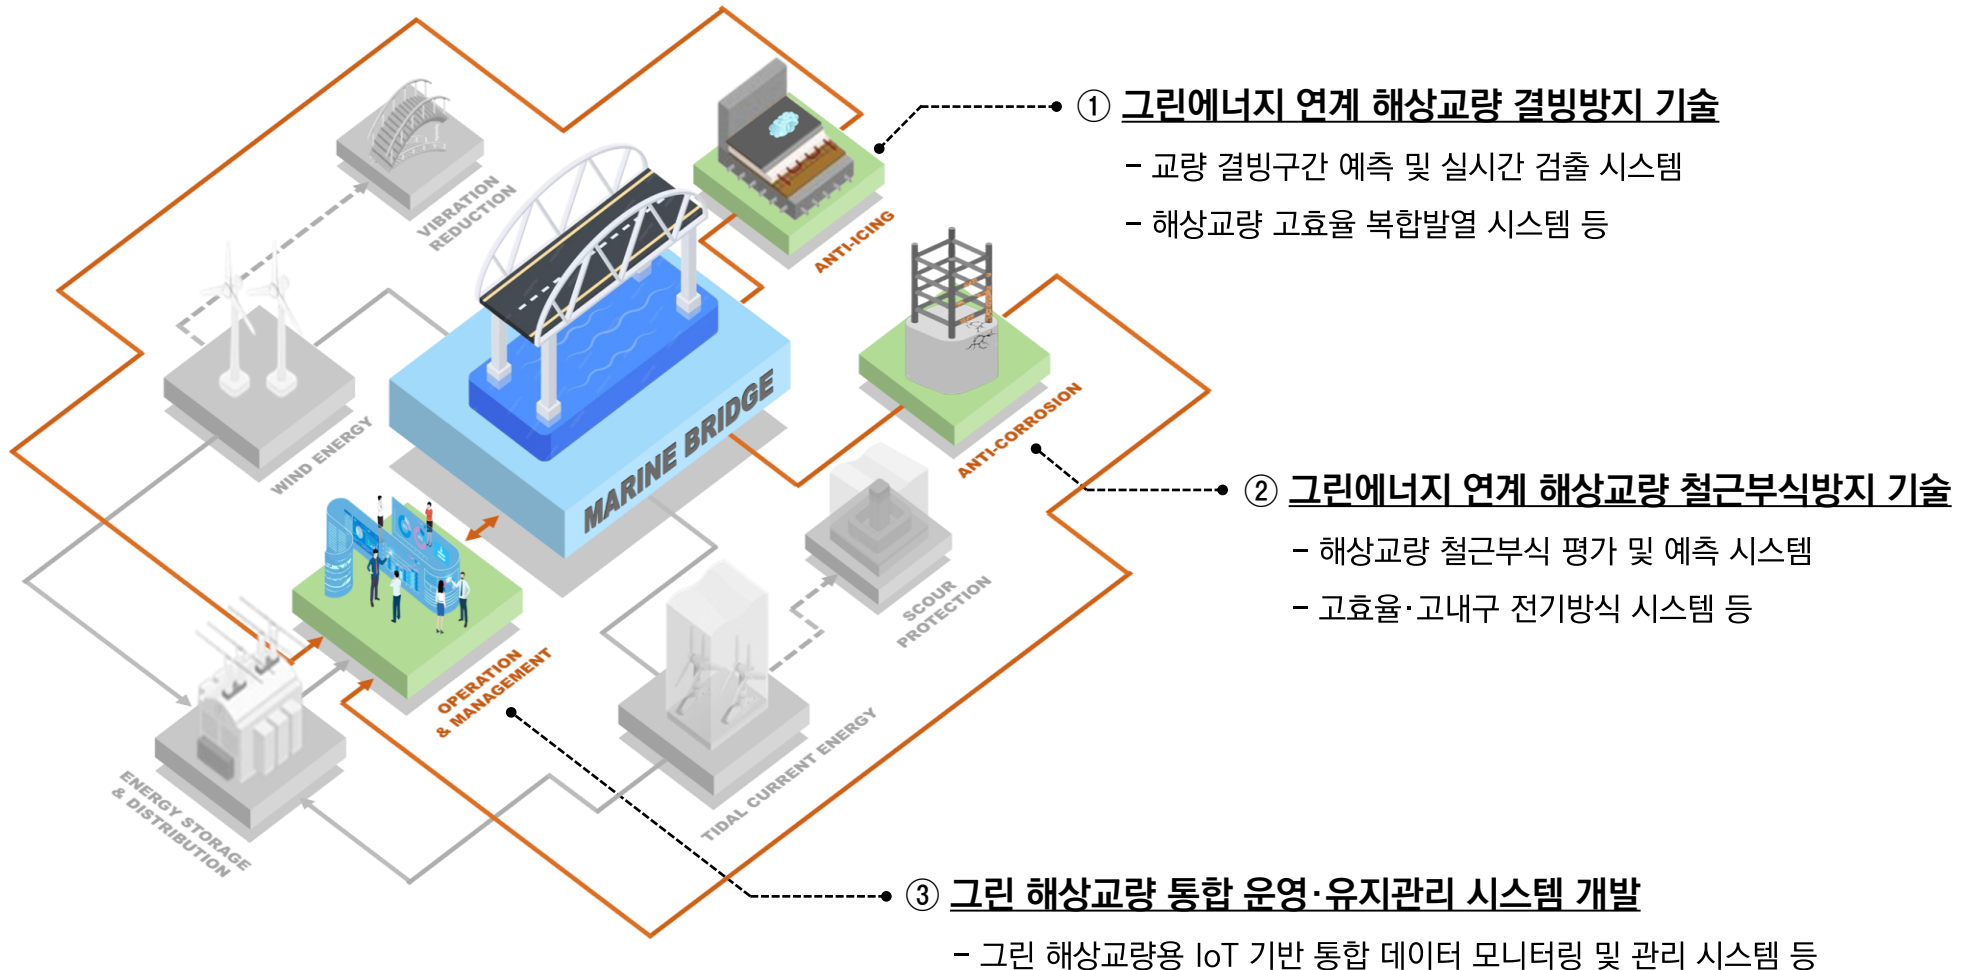 ① 그린에너지 연계 해상교량 결빙방지 기술
- 교량 결빙구간 예측 및 실시간 검출 시스템
- 해상교량 고효율 복합발열 시스템 등
VIBRATION
REDUCTION
ANTI-ICING
WIND ENERGY
MARINE BRIDGE
ANTI-CORROSION
② 그린에너지 연계 해상교량 철근부식방지 기술
- 해상교량 철근부식 평가 및 예측 시스템
- 고효율·고내구 전기방식 시스템 등
SCOUR
PROTECTION
OPERATION
& MANAGEMENT
TIDAL CURRENT ENERGY
ENERGY STORAGE
& DISTRIBUTION
③ 그린 해상교량 통합 운영·유지관리 시스템 개발
- 그린 해상교량용 IoT 기반 통합 데이터 모니터링 및 관리 시스템 등